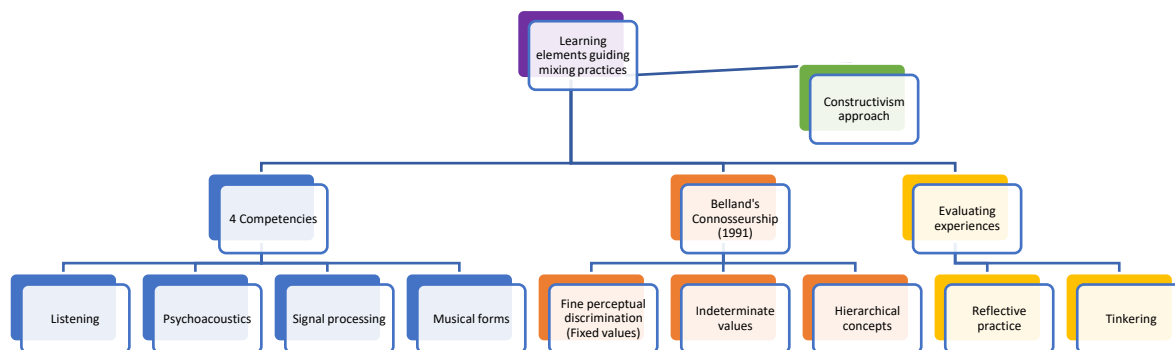 Learning
elements guiding
mixing practices
Constructivism
approach
4 Competencies
Belland's
Connosseurship
(1991)
Evaluating
experiences
Listening
Psychoacoustics
Signal processing
Musical forms
Fine perceptual
discrimination
(Fixed values)
Indeterminate
values
Hierarchical
concepts
Reflective
practice
Tinkering